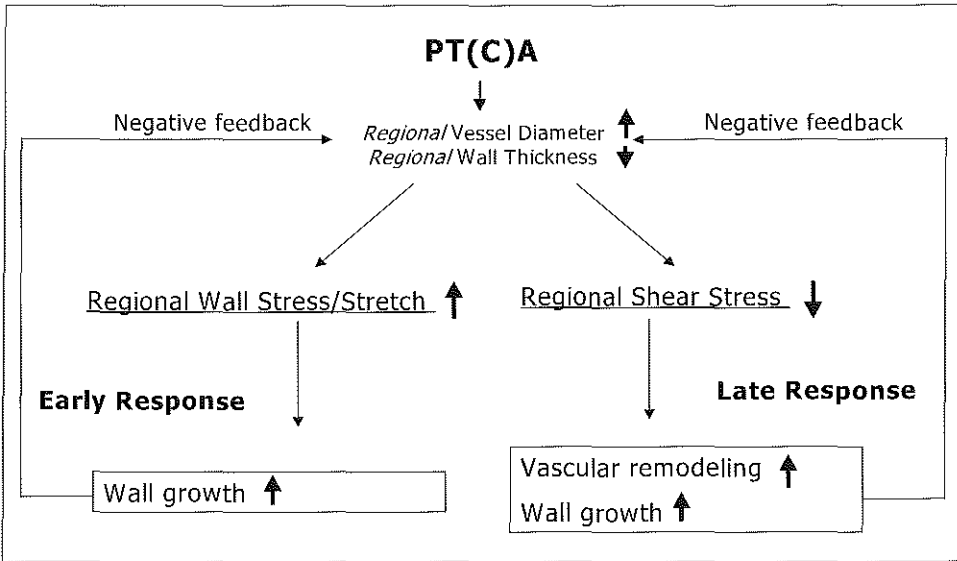 PT(C)A
Negative feedback
Regional Vessel Diameter
Regional Wall Thickness
Negative feedback
Regional Wall Stress/Stretch
Regional Shear Stress
Early Response
Late Response
Wall growth
Vascular remodeling
Wall growth